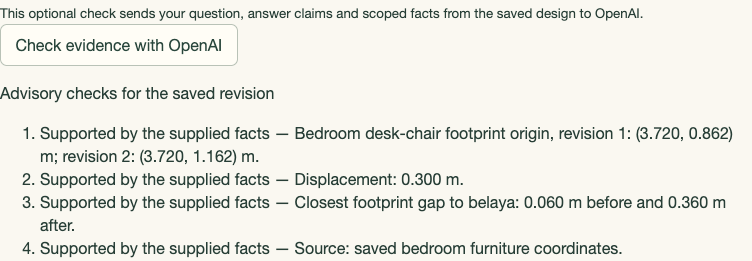 This optional check sends your question, answer claims and scoped facts from the saved design to OpenAI.
Check evidence with OpenAI
Advisory checks for the saved revision
1. Supported by the supplied facts — Bedroom desk-chair footprint origin, revision 1: (3.720, 0.862)
m; revision 2: (3.720, 1.162) m.
2. Supported by the supplied facts — Displacement: 0.300 m.
3. Supported by the supplied facts — Closest footprint gap to belaya: 0.060 m before and 0.360 m
after.
4. Supported by the supplied facts — Source: saved bedroom furniture coordinates.